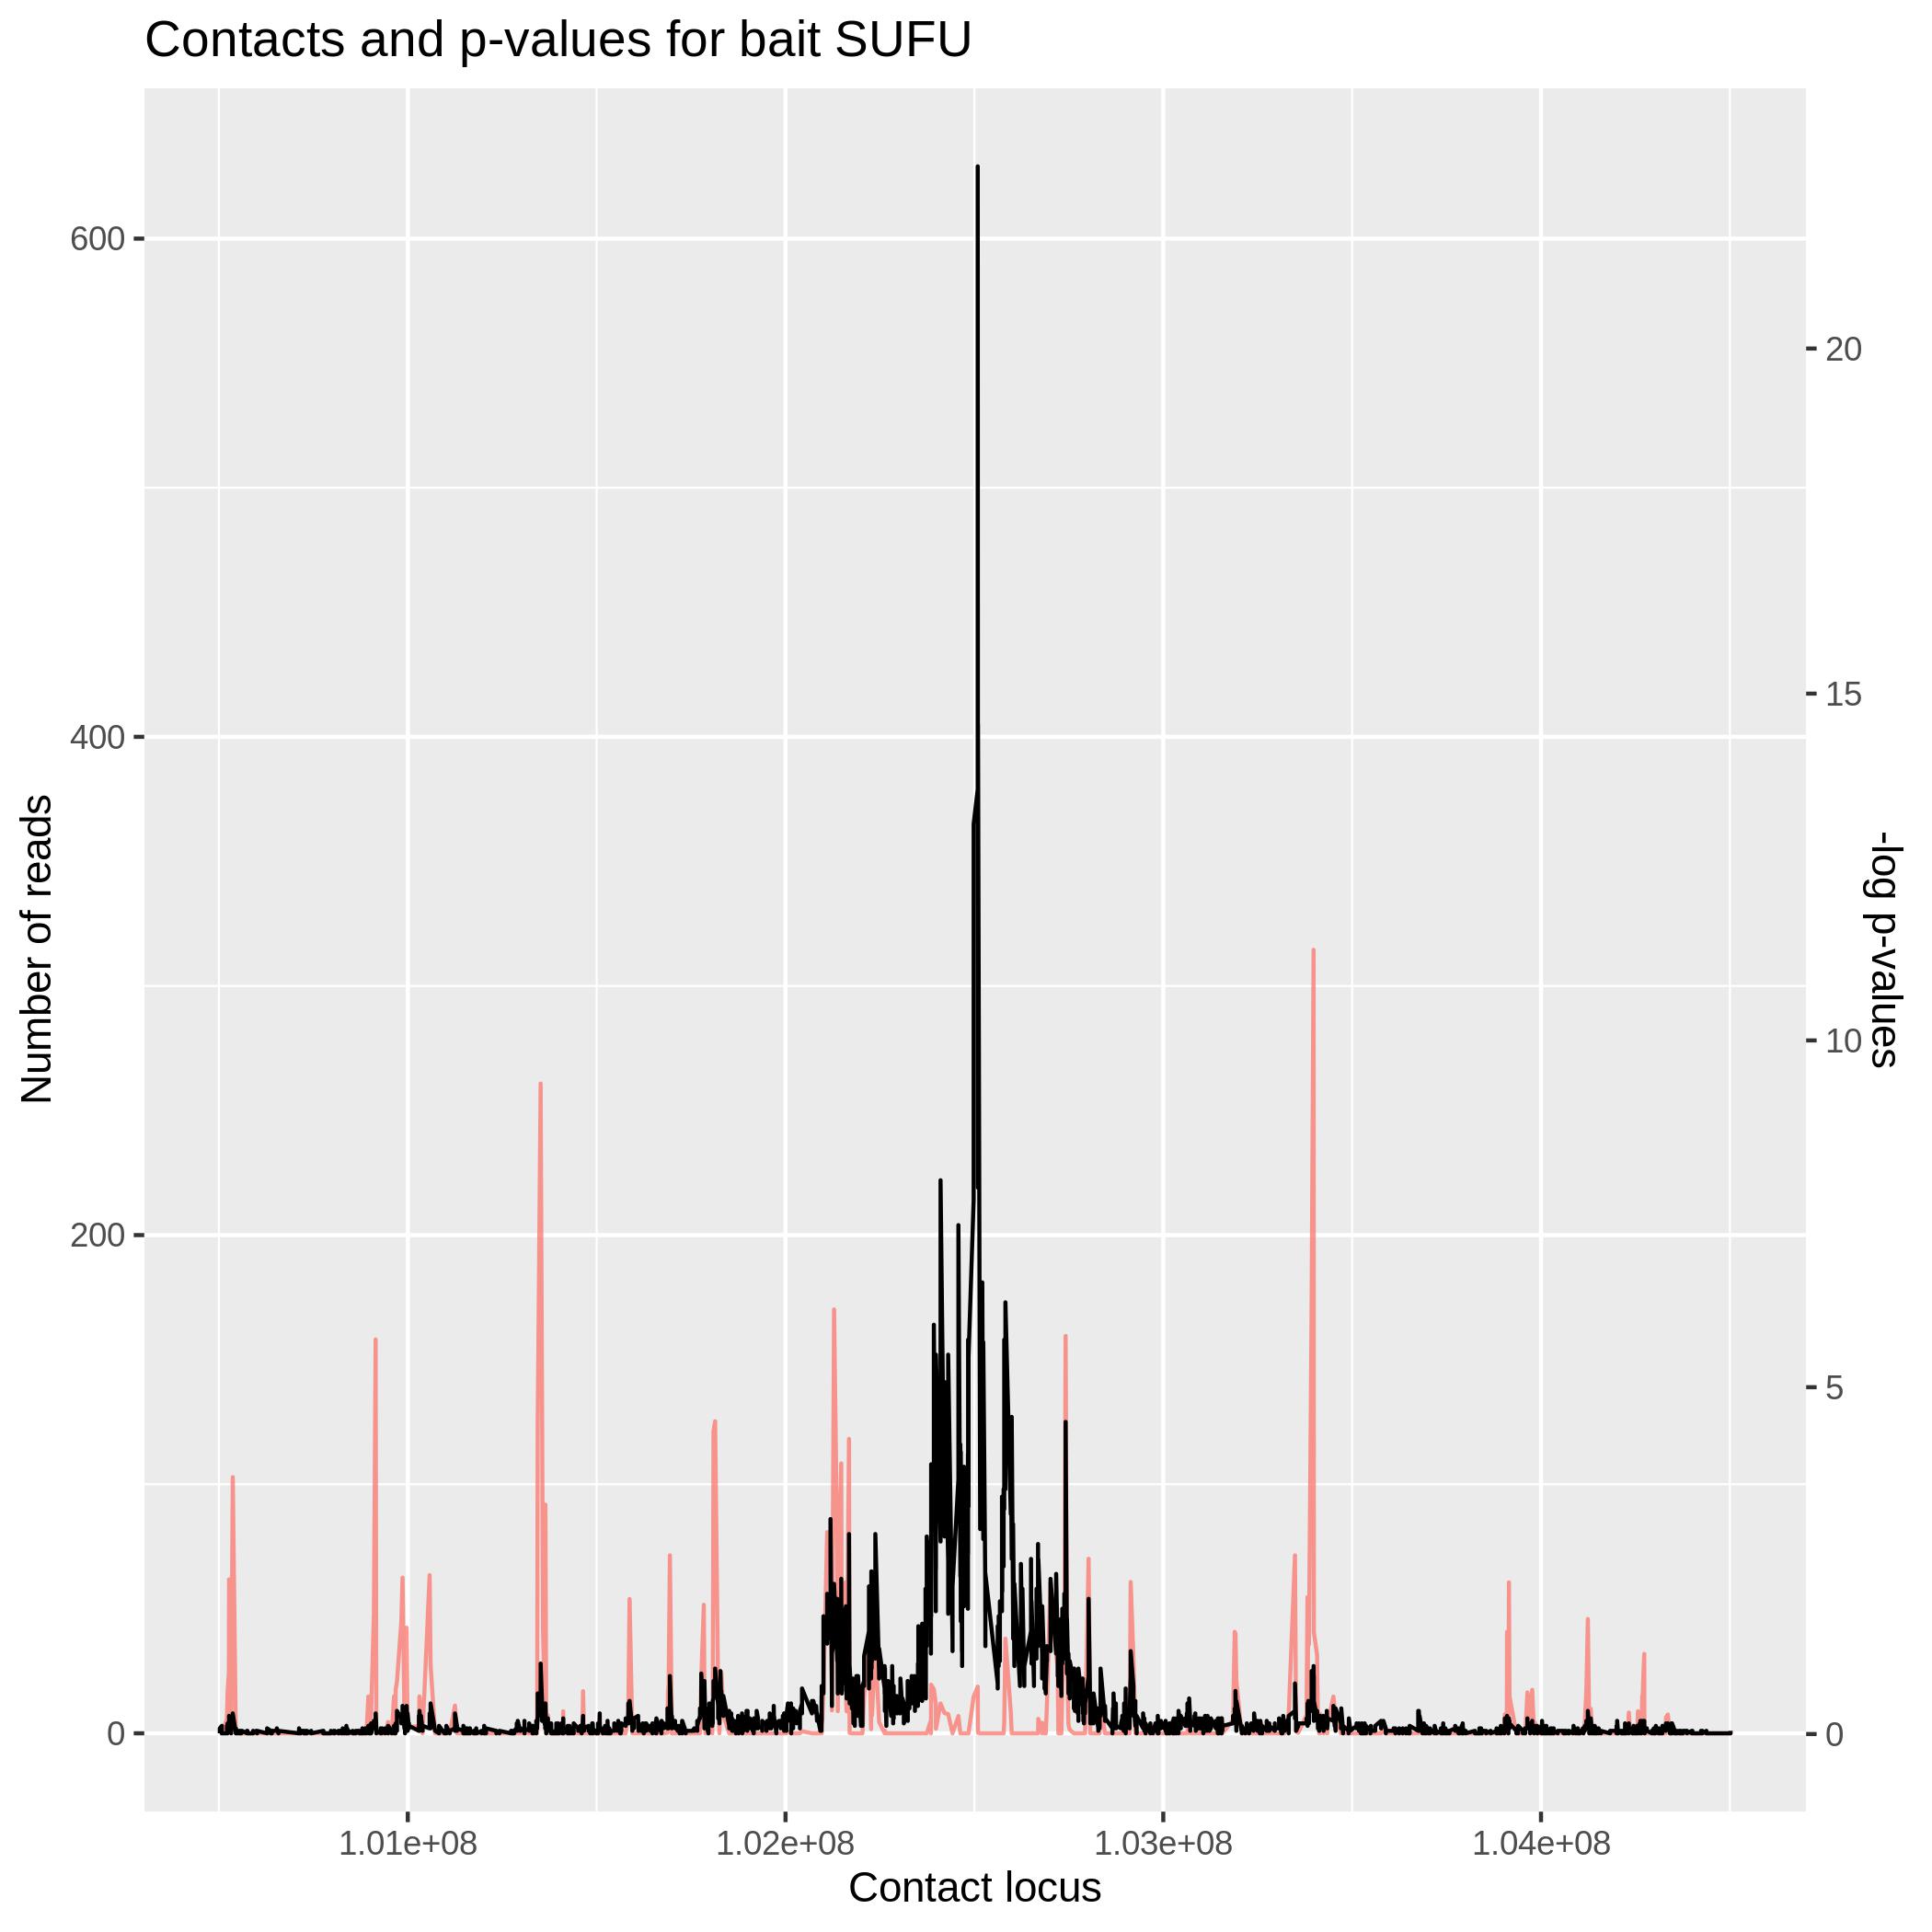 Contacts and p-values for bait SUFU
600
400
200
0
20
15
10
5
0
Number of reads
-log p-values
1.01e+08
1.02e+08
1.03e+08
1.04e+08
Contact locus